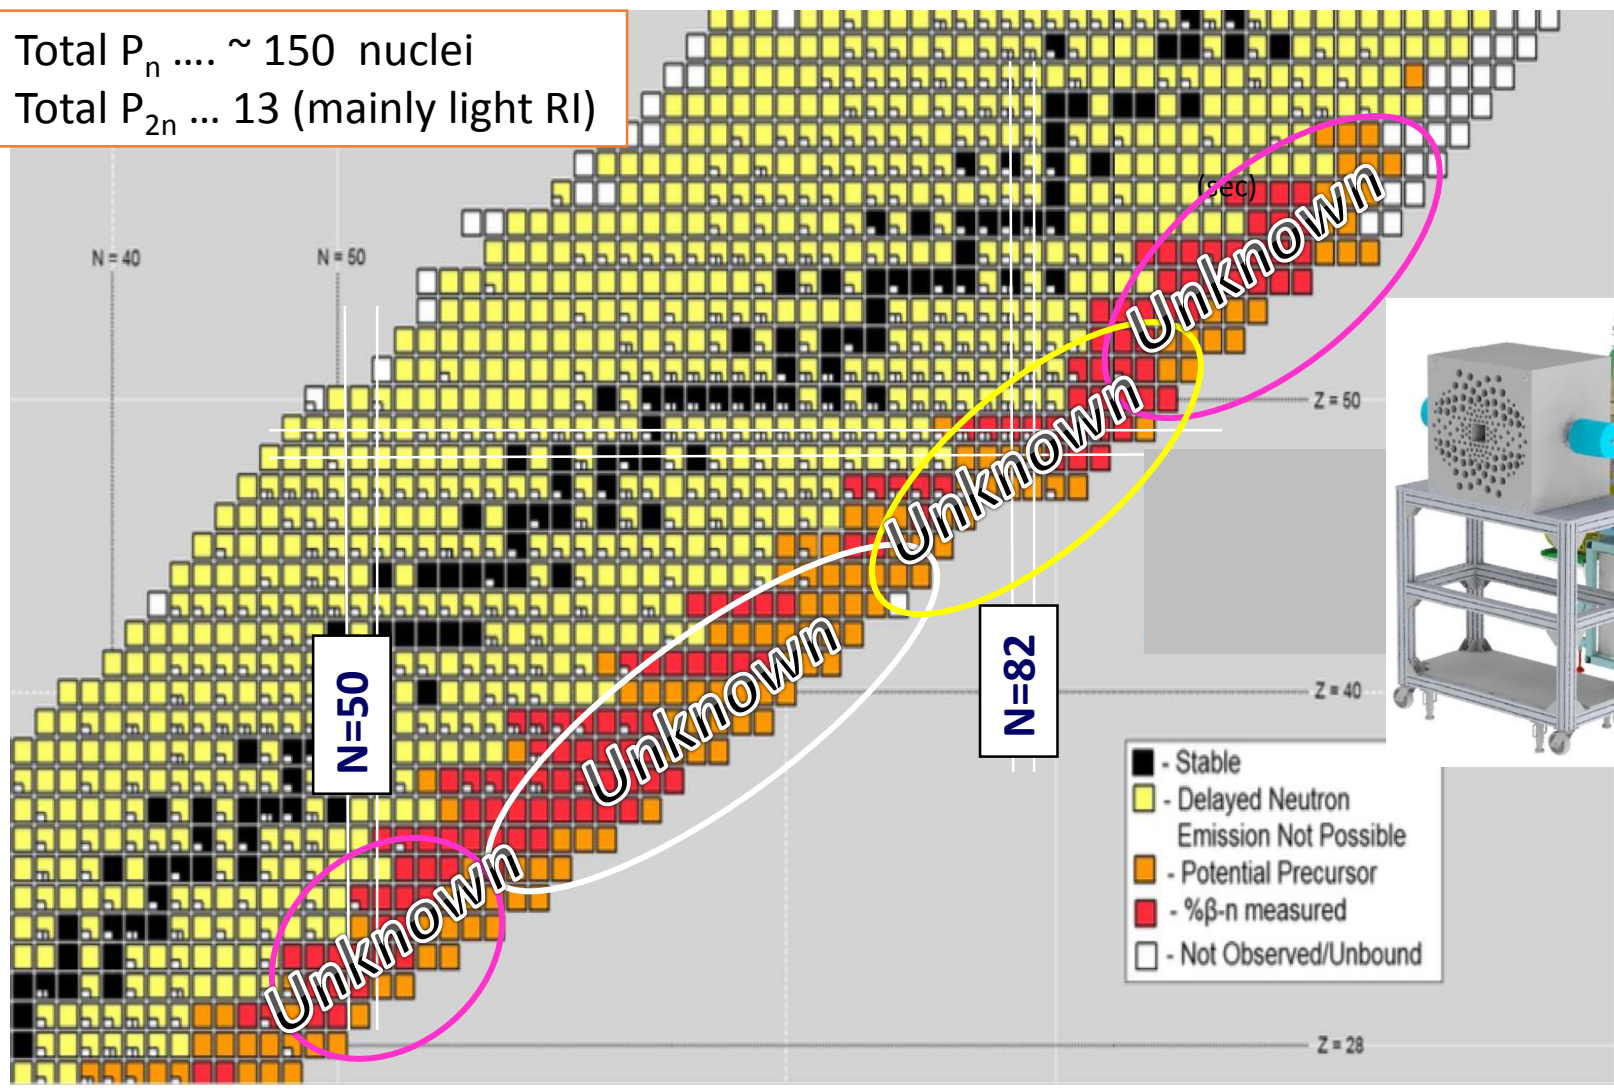 Total Pn .... ~ 150 nuclei
Total P2n ... 13 (mainly light RI)
(sec)
Unknown
N = 40
N = 50
Unknown
Z = 50
Unknown
N=50
N=82
Unknown
Z = 40
- Stable
- Delayed Neutron
Emission Not Possible
- Potential Precursor
- %β-n measured
- Not Observed/Unbound
Unknown
Z = 28